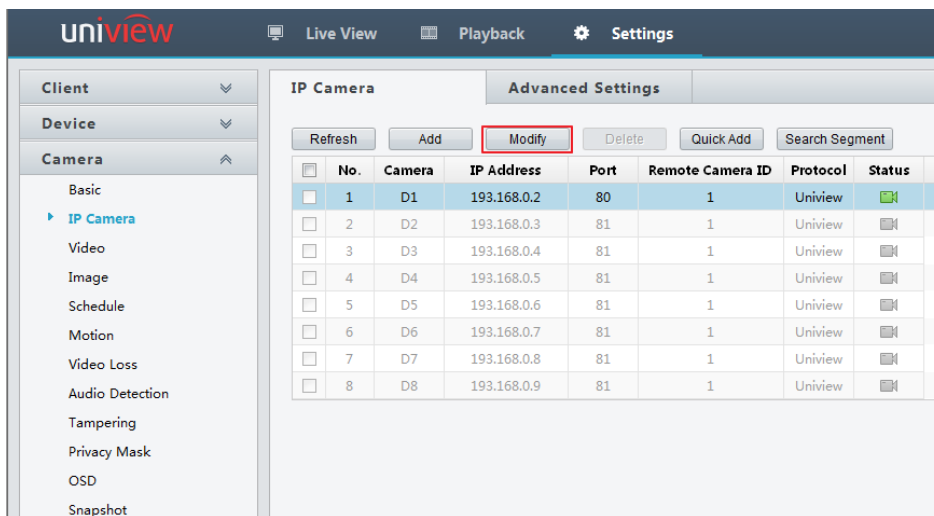 uniview Live View Playback Settings
Client
Device
Camera
Basic
IP Camera
Video
Image
Schedule
Motion
Video Loss
Audio Detection
Tampering
Privacy Mask
OSD
Snapshot
IP Camera Advanced Settings
Refresh Add Modify Delete Quick Add Search Segment
No. Camera IP Address Port Remote Camera ID Protocol Status
1 D1 193.168.0.2 80 1 Uniview
2 D2 193.168.0.3 81 1 Uniview
3 D3 193.168.0.4 81 1 Uniview
4 D4 193.168.0.5 81 1 Uniview
5 D5 193.168.0.6 81 1 Uniview
6 D6 193.168.0.7 81 1 Uniview
7 D7 193.168.0.8 81 1 Uniview
8 D8 193.168.0.9 81 1 Uniview